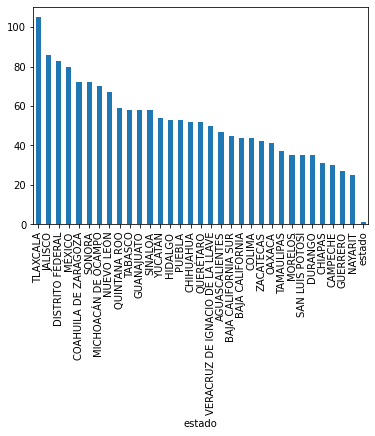 100
80
60
40
20
0
TLAXCALA
JALISCO
DISTRITO FEDERAL
MÉXICO
COAHUILA DE ZARAGOZA
SONORA
MICHOACÁN DE OCAMPO
NUEVO LEÓN
QUINTANA ROO
TABASCO
GUANAJUATO
SINALOA
YUCATÁN
HIDALGO
PUEBLA
CHIHUAHUA
QUERÉTARO
VERACRUZ DE IGNACIO DE LA LLAVE
AGUASCALIENTES
BAJA CALIFORNIA SUR
BAJA CALIFORNIA
COLIMA
ZACATECAS
OAXACA
TAMAULIPAS
MORELOS
SAN LUIS POTOSÍ
DURANGO
CHIAPAS
CAMPECHE
GUERRERO
NAYARIT
estado
estado